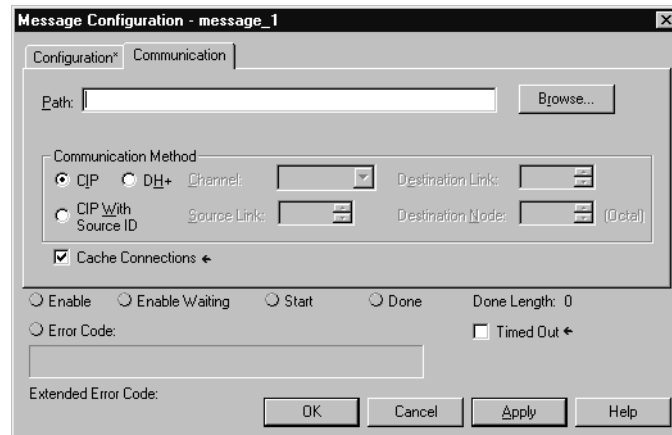 Message Configuration - message_1
Configuration* Communication
Path: Browse...
Communication Method
CIP DH+ Channel: Destination Link:
CIP With Source ID Source Link: Destination Node: (Octal)
Cache Connections ←
Enable Enable Waiting Start Done Done Length: 0
Error Code: Timed Out ←
Extended Error Code:
OK Cancel Apply Help